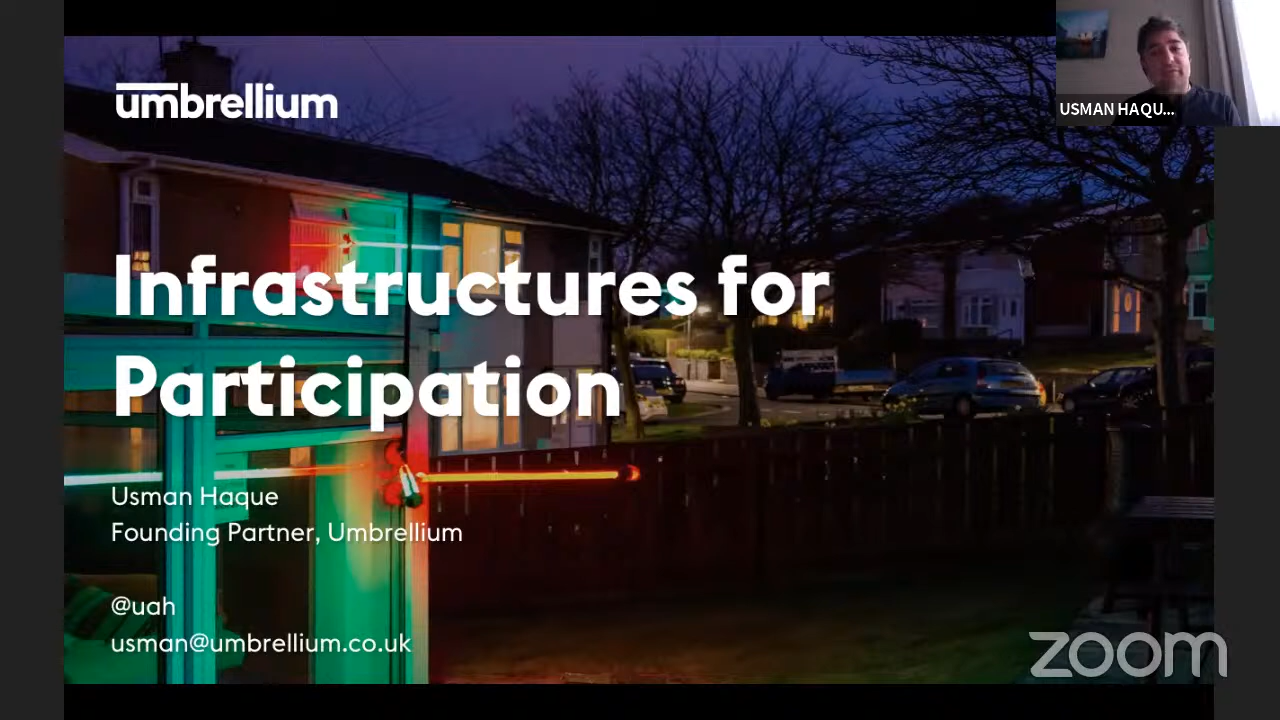 umbrellium
USMAN HAQU...
Infrastructures for
Participation
Usman Haque
Founding Partner, Umbrellium
@uah
usman@umbrellium.co.uk
zoom